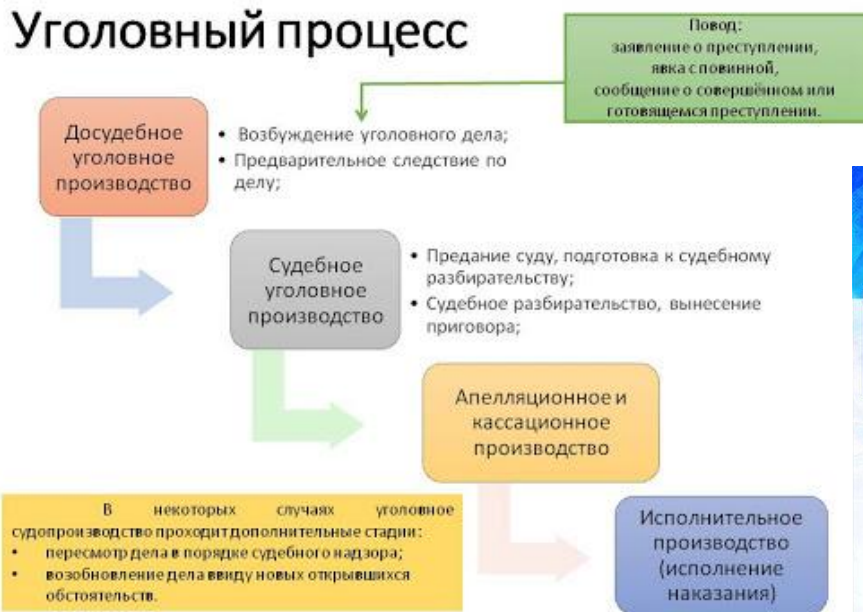 Уголовный процесс
Повод:
заявление о преступлении,
явка с повинной,
сообщение о совершённом или
готовящемся преступлении.
Досудебное
уголовное
производство
• Возбуждение уголовного дела;
• Предварительное следствие по
делу;
Судебное
уголовное
производство
• Предание суду, подготовка к судебному
разбирательству;
• Судебное разбирательство, вынесение
приговора;
Апелляционное и
кассационное
производство
В некоторых случаях уголовное
судопроизводство проходит дополнительные стадии:
• пересмотр дела в порядке судебного надзора;
• возобновление дела ввиду новых открывшихся
обстоятельств.
Исполнительное
производство
(исполнение
наказания)